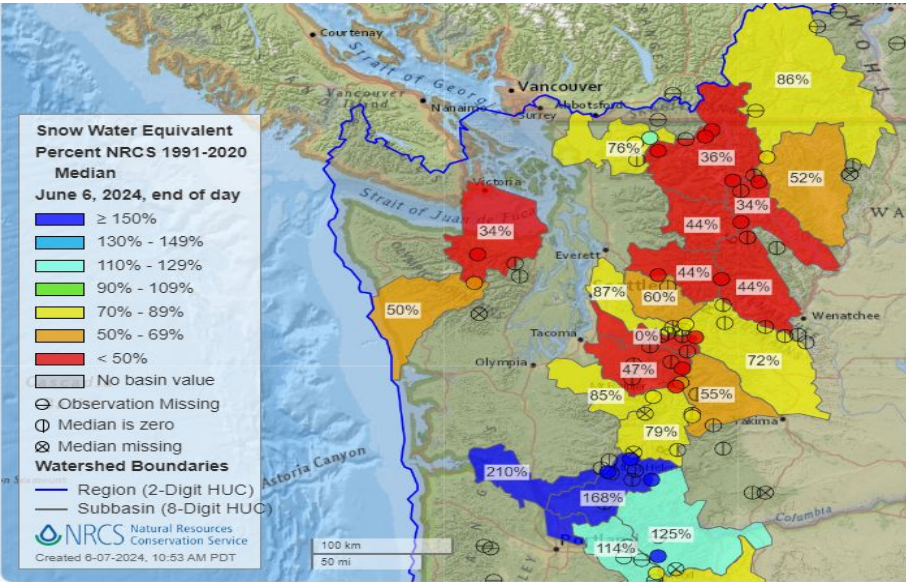 Courtenay
Strait of Georgia
Vancouver
Vancouver
Island
Nanaimo
Abbotsford
Surrey
86%
76%
36%
52%
Snow Water Equivalent
Percent NRCS 1991-2020
Median
June 6, 2024, end of day
≥ 150%
130% - 149%
110% - 129%
90% - 109%
70% - 89%
50% - 69%
< 50%
No basin value
Observation Missing
Median is zero
Median missing
Watershed Boundaries
Region (2-Digit HUC)
Subbasin (8-Digit HUC)
NRCS Natural Resources
Conservation Service
Created 6-07-2024, 10:53 AM PDT
Victoria
Strait of Juan de Fuca
34%
34%
44%
Everett
44%
44%
87%
60%
50%
Wenatchee
Tacoma
0%
72%
Olympia
47%
55%
85%
Yakima
79%
Astoria Canyon
210%
168%
Columbia
125%
114%
Portland
100 km
50 mi